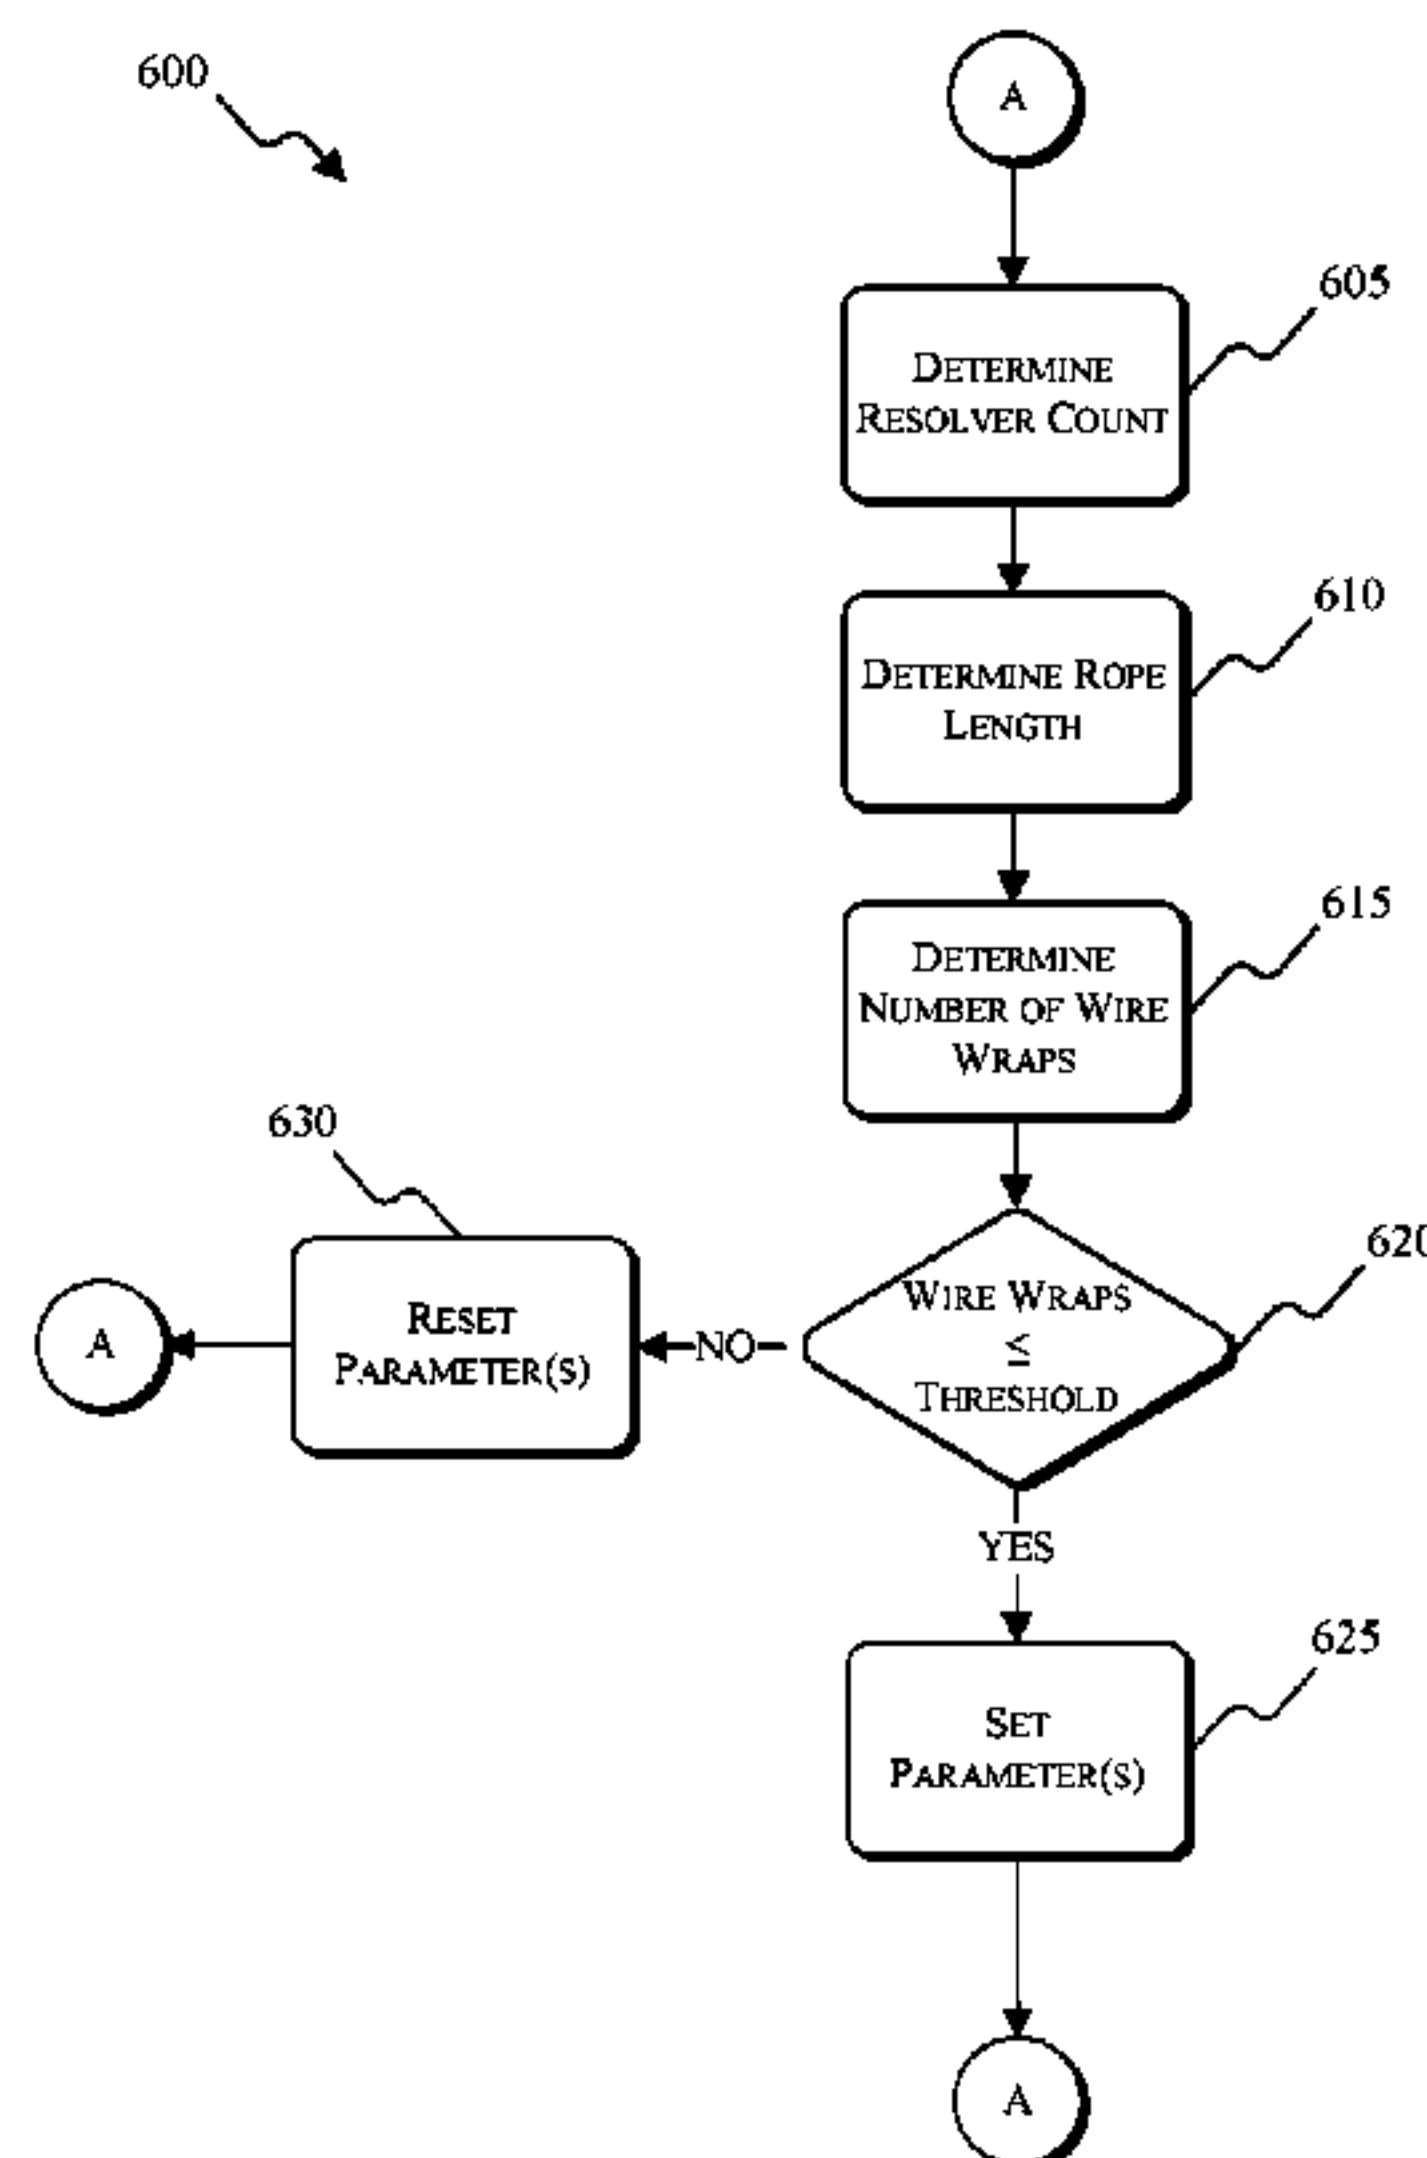 600
A
605
DETERMINE
RESOLVER COUNT
610
DETERMINE ROPE
LENGTH
615
DETERMINE
NUMBER OF WIRE
WRAPS
630
620
WIRE WRAPS
≤
THRESHOLD
NO
RESET
PARAMETER(S)
A
YES
625
SET
PARAMETER(S)
A